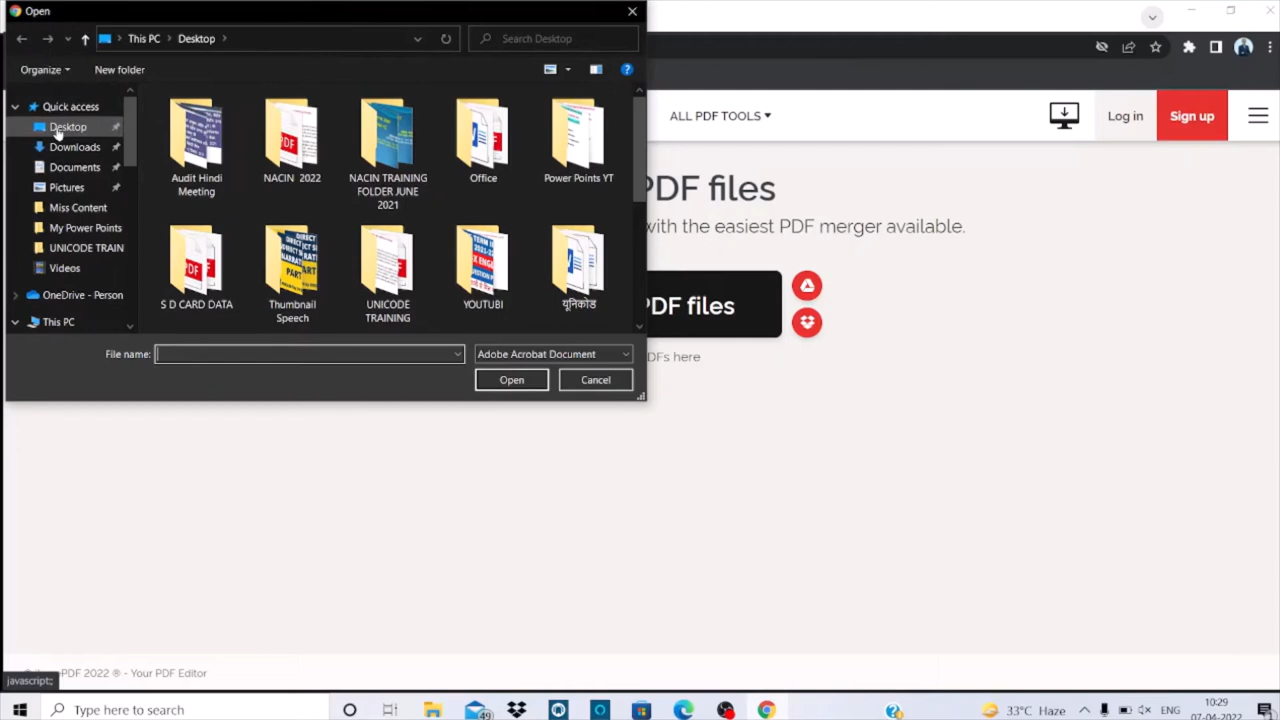 Open
This PC
Desktop
Search Desktop
Organize
New folder
Quick access
Desktop
Downloads
Documents
Pictures
Miss Content
My Power Points
UNICODE TRAIN
Videos
OneDrive - Person
This PC
Audit Hindi
Meeting
NACIN 2022
NACIN TRAINING
FOLDER JUNE
2021
Office
Power Points YT
S D CARD DATA
Thumbnail
Speech
UNICODE
TRAINING
YOUTUBI
यूनिकोड
File name:
Adobe Acrobat Document
Open
Cancel
ALL PDF TOOLS
Log in
Sign up
PDF files
with the easiest PDF merger available.
PDF files
DFs here
PDF 2022 ® - Your PDF Editor
javascript:;
Type here to search
49
33°C Haze
ENG
10:29
07-04-2022